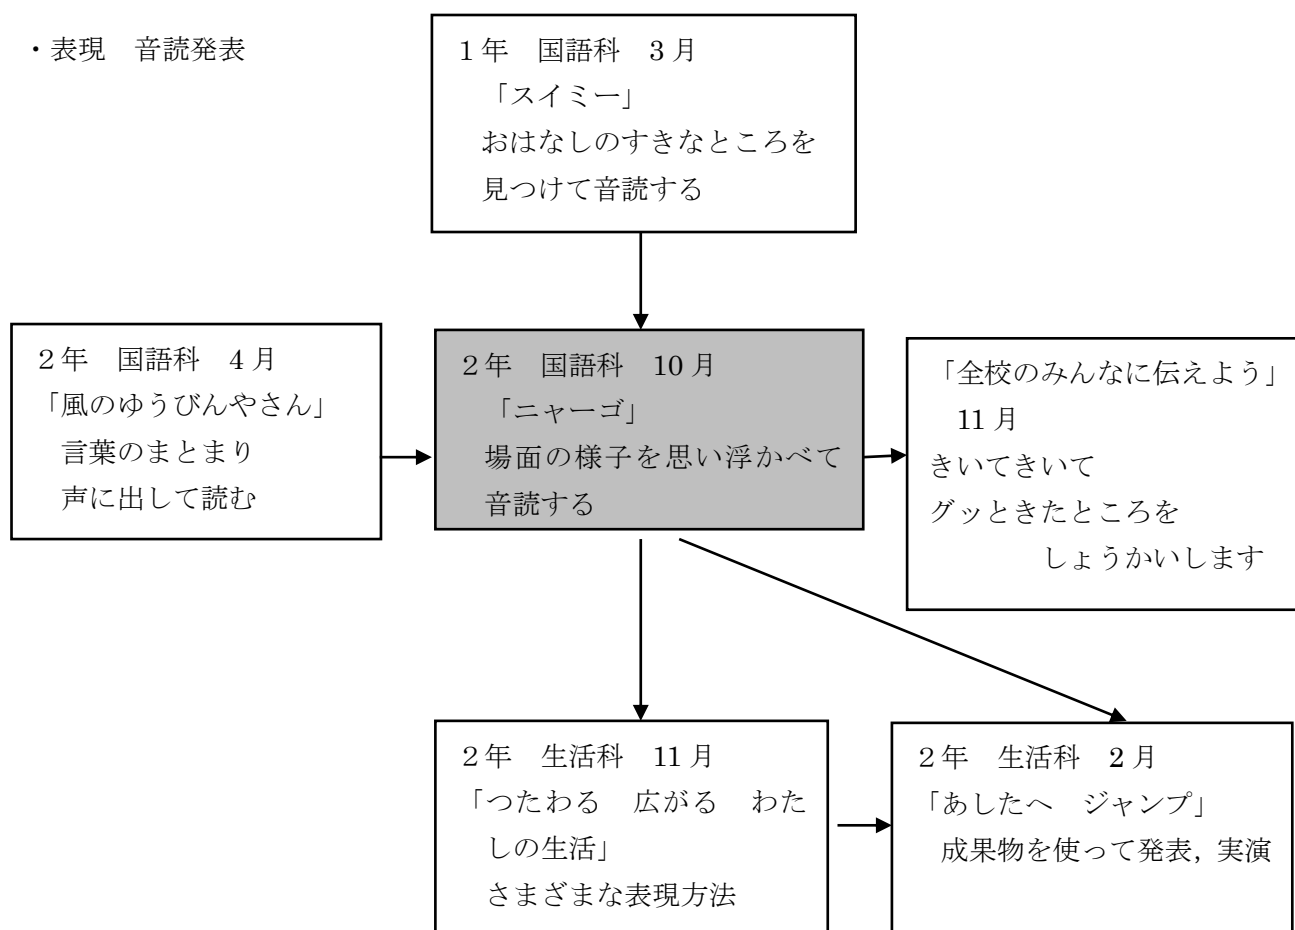 ・表現　音読発表
１年　国語科　3 月
「スイミー」
おはなしのすきなところを
見つけて音読する
２年　国語科　4 月
「風のゆうびんやさん」
言葉のまとまり
声に出して読む
２年　国語科　10 月
「ニャーゴ」
場面の様子を思い浮かべて
音読する
「全校のみんなに伝えよう」
11 月
きいてきいて
グッときたところを
しょうかいします
２年　生活科　11 月
「つたわる　広がる　わた
しの生活」
さまざまな表現方法
２年　生活科　2 月
「あしたへ　ジャンプ」
成果物を使って発表，実演